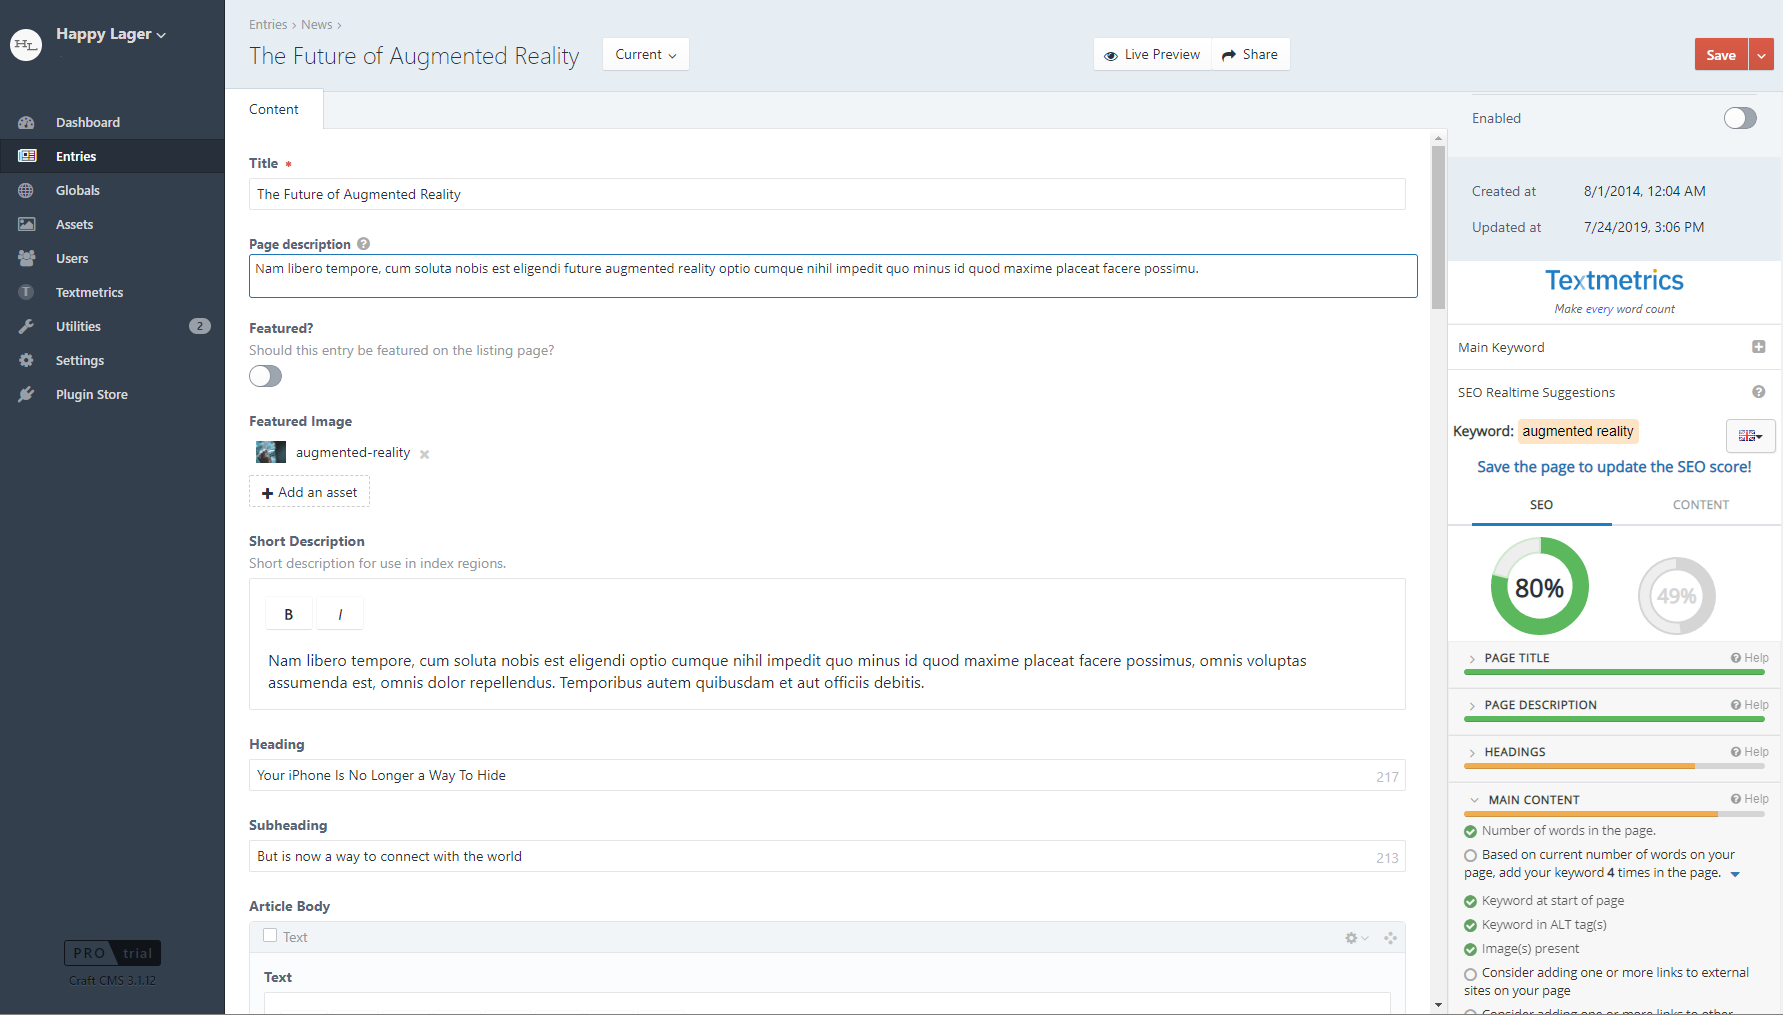 HL
Happy Lager
Dashboard
Entries
Globals
Assets
Users
T Textmetrics
Utilities 2
Settings
Plugin Store
PRO trial
Craft CMS 3.1.12
Entries › News ›
The Future of Augmented Reality
Current
Live Preview
Share
Save
Content
Title *
The Future of Augmented Reality
Page description ?
Nam libero tempore, cum soluta nobis est eligendi future augmented reality optio cumque nihil impedit quo minus id quod maxime placeat facere possimu.
Featured?
Should this entry be featured on the listing page?
Featured Image
augmented-reality ×
+ Add an asset
Short Description
Short description for use in index regions.
B I
Nam libero tempore, cum soluta nobis est eligendi optio cumque nihil impedit quo minus id quod maxime placeat facere possimus, omnis voluptas
assumenda est, omnis dolor repellendus. Temporibus autem quibusdam et aut officiis debitis.
Heading
Your iPhone Is No Longer a Way To Hide 217
Subheading
But is now a way to connect with the world 213
Article Body
Text
Text
Enabled
Created at 8/1/2014, 12:04 AM
Updated at 7/24/2019, 3:06 PM
Textmetrics
Make every word count
Main Keyword
SEO Realtime Suggestions ?
Keyword: augmented reality
Save the page to update the SEO score!
SEO CONTENT
80% 49%
PAGE TITLE ? Help
PAGE DESCRIPTION ? Help
HEADINGS ? Help
MAIN CONTENT ? Help
Number of words in the page.
Based on current number of words on your
page, add your keyword 4 times in the page.
Keyword at start of page
Keyword in ALT tag(s)
Image(s) present
Consider adding one or more links to external
sites on your page
Consider adding one or more links to other